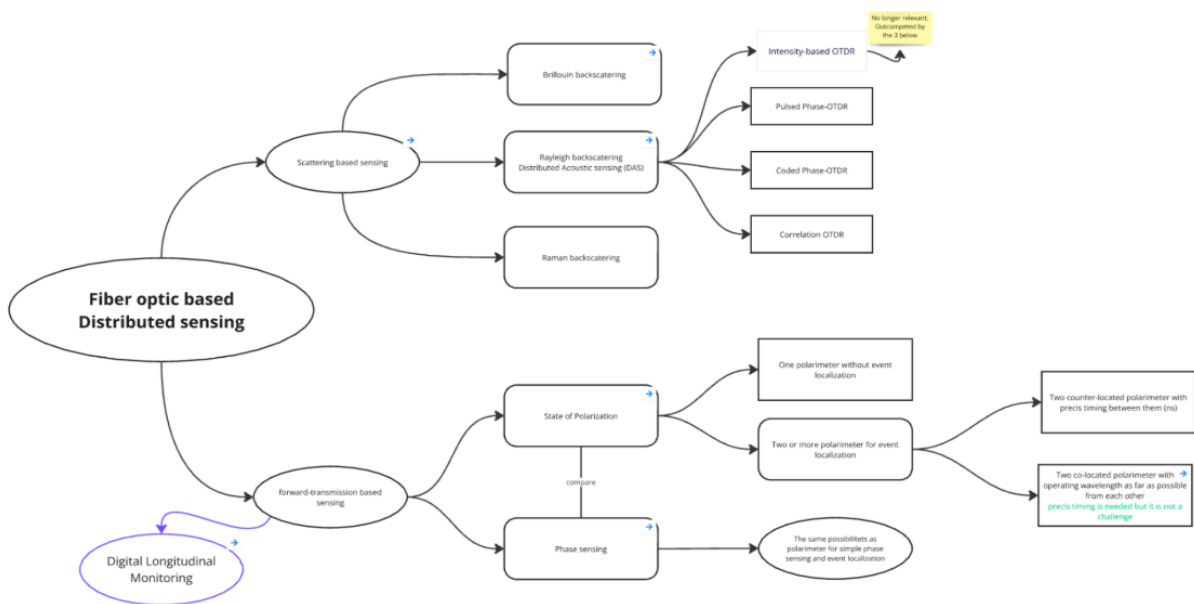 No longer relevant,
Outcompeted by
the 3 below
Intensity-based OTDR
Brillouin backscatering
Pulsed Phase-OTDR
Scattering based sensing
Rayleigh backscattering
Distributed Acoustic sensing (DAS)
Coded Phase-OTDR
Correlation OTDR
Raman backscattering
Fiber optic based
Distributed sensing
One polarimeter without event
localization
State of Polarization
Two or more polarimeter for event
localization
Two counter-located polarimeter with
precis timing between them (ns)
compare
Two co-located polarimeter with
operating wavelength as far as possible
from each other
precis timing is needed but it is not a
challenge
forward-transmission based
sensing
Phase sensing
The same possibilitets as
polarimeter for simple phase
sensing and event localization
Digital Longitudinal
Monitoring